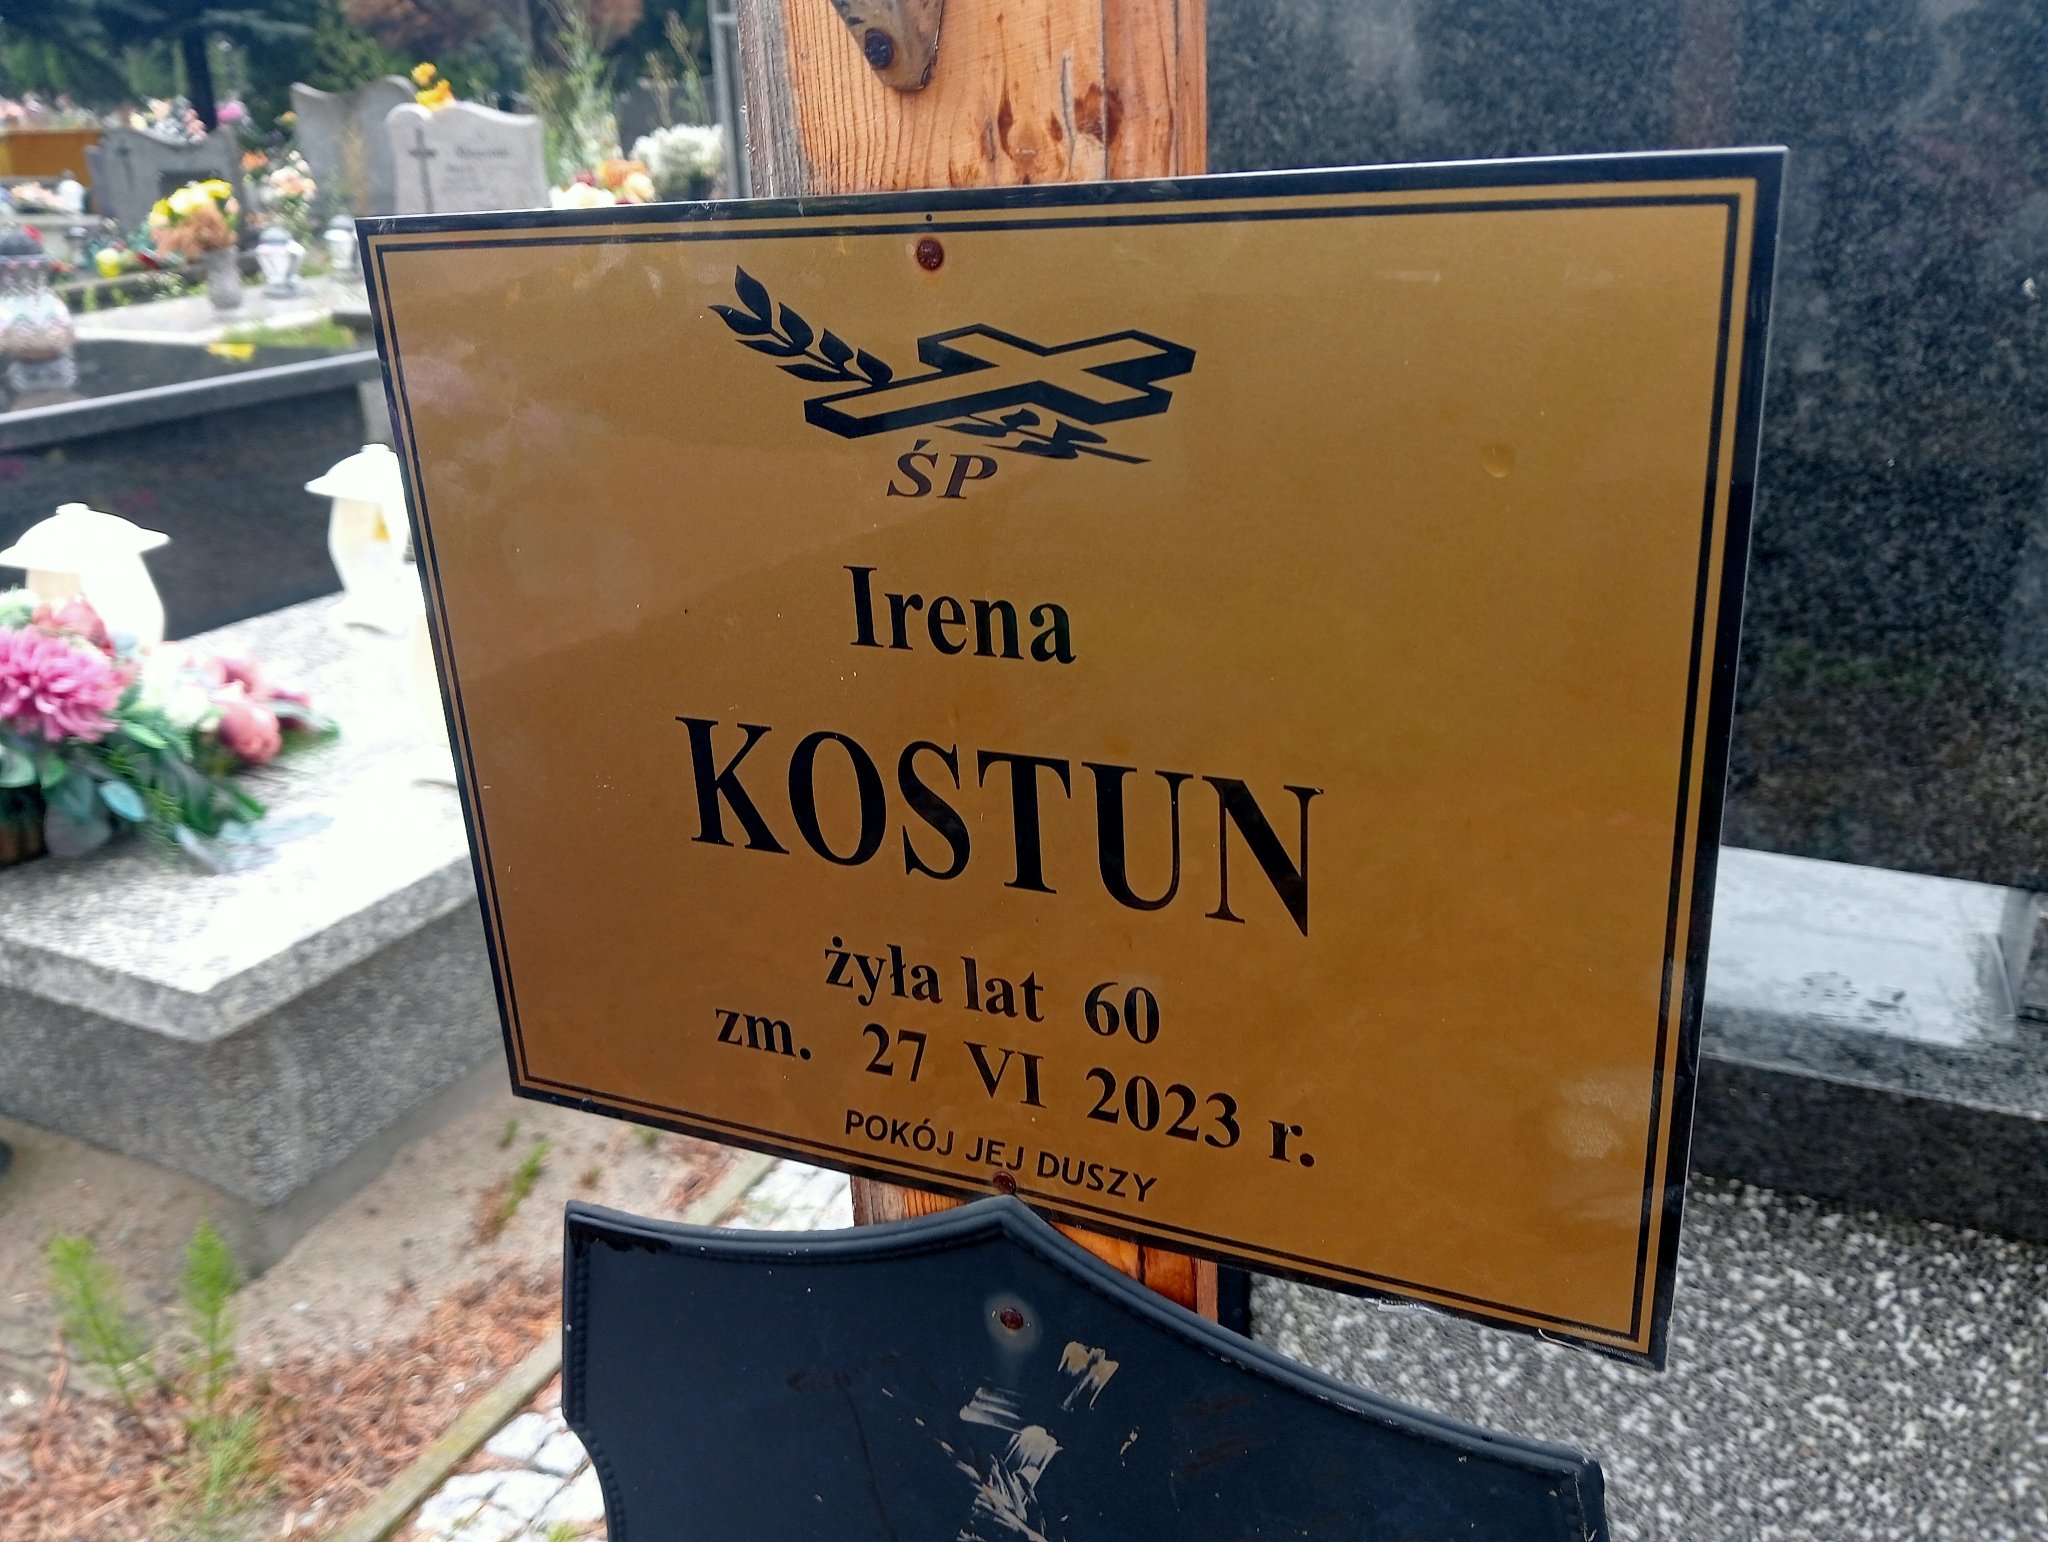 ŚP
Irena
KOSTUN
żyła lat 60
zm. 27 VI 2023 r.
POKÓJ JEJ DUSZY